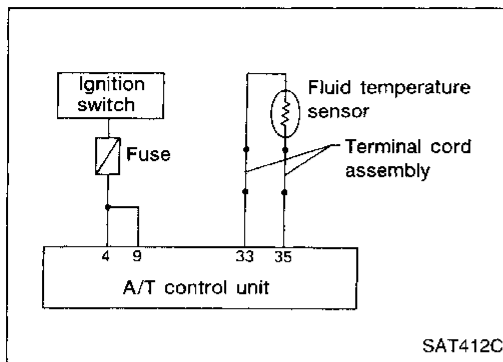 Ignition
switch
Fuse
Fluid temperature
sensor
Terminal cord
assembly
4 9 33 35
A/T control unit
SAT412C